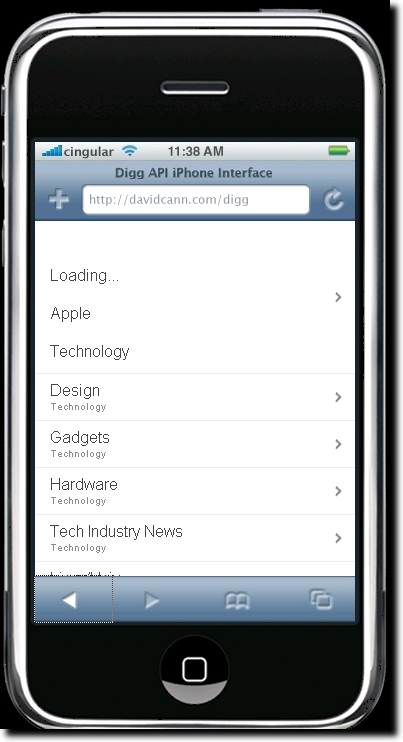 cingular 11:38 AM
Digg API iPhone Interface
http://davidcann.com/digg
Loading...
Apple
Technology
Design
Technology
Gadgets
Technology
Hardware
Technology
Tech Industry News
Technology